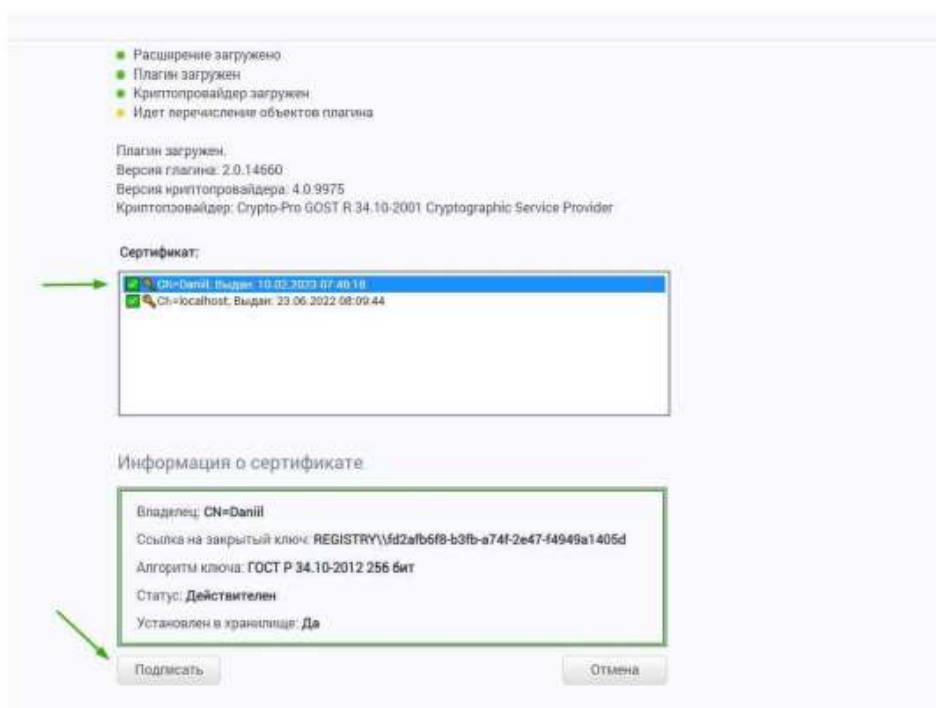 Расширение загружено
Плагин загружен
Криптопровайдер загружен
Идет перечисление объектов плагина
Плагин загружен.
Версия плагина: 2.0.14660
Версия криптопровайдера: 4.0.9975
Криптопровайдер: Crypto-Pro GOST R 34.10-2001 Cryptographic Service Provider
Сертификат:
CN=Daniil; Выдан: 10.02.2023 07:46:18
CN=localhost; Выдан: 23.06.2022 08:09:44
Информация о сертификате
Владелец: CN=Daniil
Ссылка на закрытый ключ: REGISTRY\\fd2afb6f8-b3fb-a74f-2e47-f4949a1405d
Алгоритм ключа: ГОСТ Р 34.10-2012 256 бит
Статус: Действителен
Установлен в хранилище: Да
Подписать Отмена